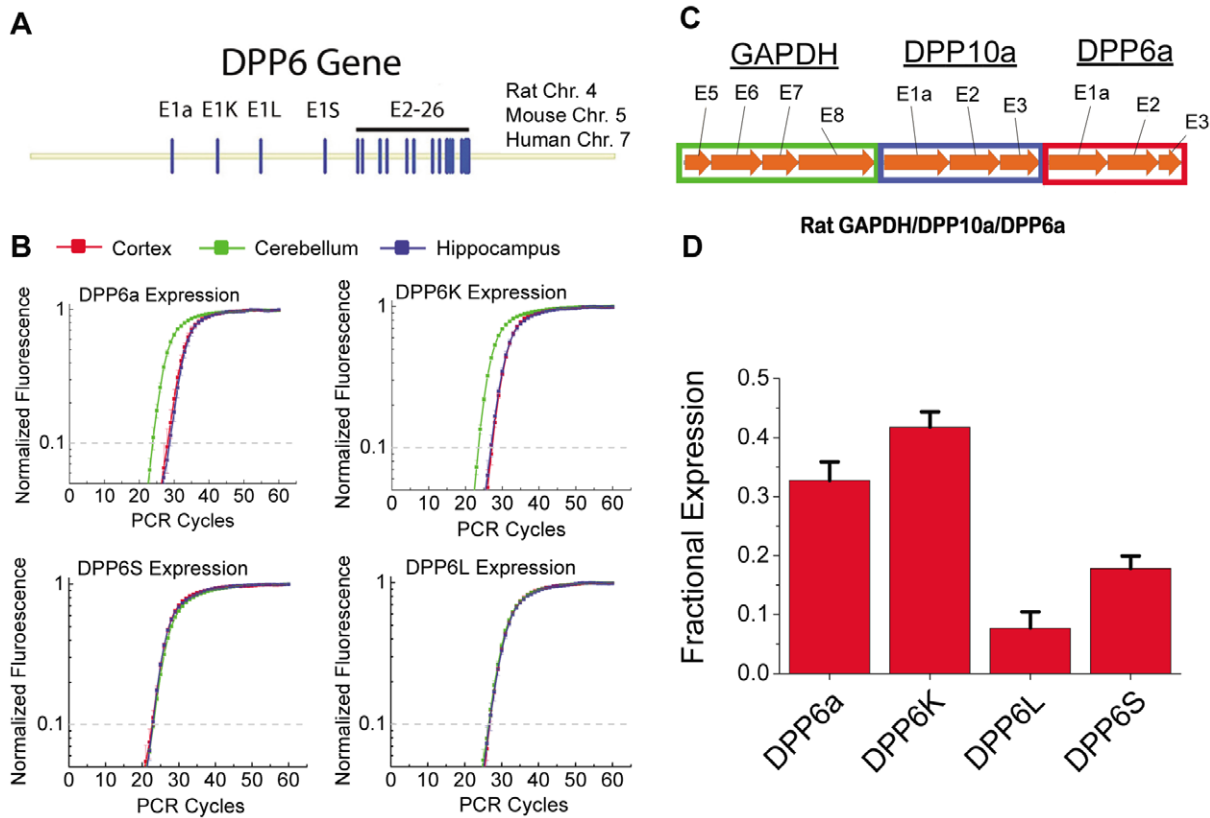 A
DPP6 Gene
E1a E1K E1L E1S E2-26
Rat Chr. 4
Mouse Chr. 5
Human Chr. 7
B
Cortex Cerebellum Hippocampus
DPP6a Expression
Normalized Fluorescence
1
0.1
0 10 20 30 40 50 60
PCR Cycles
DPP6K Expression
Normalized Fluorescence
1
0.1
0 10 20 30 40 50 60
PCR Cycles
DPP6S Expression
Normalized Fluroescence
1
0.1
0 10 20 30 40 50 60
PCR Cycles
DPP6L Expression
Normalized Fluorescence
1
0.1
0 10 20 30 40 50 60
PCR Cycles
C
GAPDH DPP10a DPP6a
E5 E6 E7 E8 E1a E2 E3 E1a E2 E3
Rat GAPDH/DPP10a/DPP6a
D
Fractional Expression
0.5
0.4
0.3
0.2
0.1
0.0
DPP6a DPP6K DPP6L DPP6S